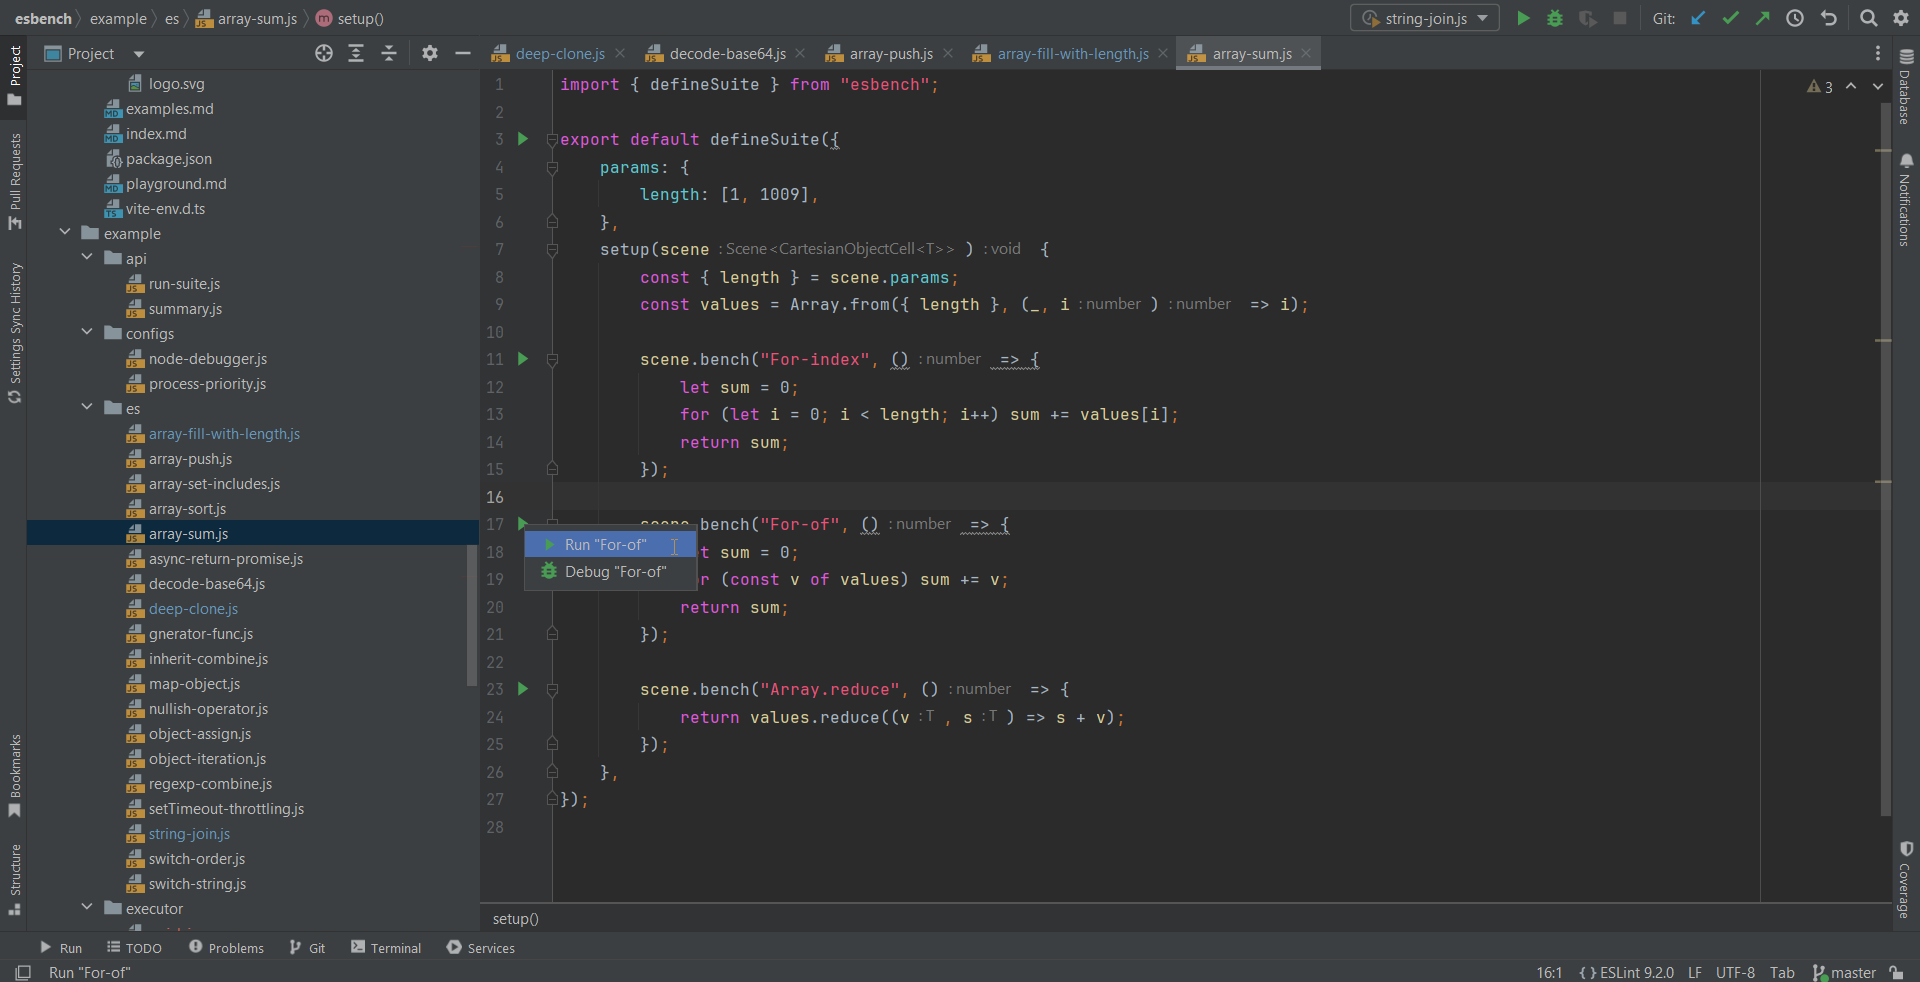 esbench
example
es
array-sum.js
setup()
string-join.js
Git:
Project
deep-clone.js
decode-base64.js
array-push.js
array-fill-with-length.js
array-sum.js
Project
Pull Requests
Settings Sync History
Bookmarks
Structure
logo.svg
examples.md
index.md
package.json
playground.md
vite-env.d.ts
example
api
run-suite.js
summary.js
configs
node-debugger.js
process-priority.js
es
array-fill-with-length.js
array-push.js
array-set-includes.js
array-sort.js
array-sum.js
async-return-promise.js
decode-base64.js
deep-clone.js
gnerator-func.js
inherit-combine.js
map-object.js
nullish-operator.js
object-assign.js
object-iteration.js
regexp-combine.js
setTimeout-throttling.js
string-join.js
switch-order.js
switch-string.js
executor
1 import { defineSuite } from "esbench";
2
3 export default defineSuite({
4 params: {
5 length: [1, 1009],
6 },
7 setup(scene : Scene<CartesianObjectCell<T>> ) : void {
8 const { length } = scene.params;
9 const values = Array.from({ length }, (_, i : number ) : number => i);
10
11 scene.bench("For-index", () : number => {
12 let sum = 0;
13 for (let i = 0; i < length; i++) sum += values[i];
14 return sum;
15 });
16
17 scene.bench("For-of", () : number => {
18 t sum = 0;
19 r (const v of values) sum += v;
20 return sum;
21 });
22
23 scene.bench("Array.reduce", () : number => {
24 return values.reduce((v : T , s : T ) => s + v);
25 });
26 },
27 });
28
Run "For-of"
Debug "For-of"
3
Database
Notifications
Coverage
setup()
Run
TODO
Problems
Git
Terminal
Services
Run "For-of"
16:1
{ } ESLint 9.2.0
LF
UTF-8
Tab
master